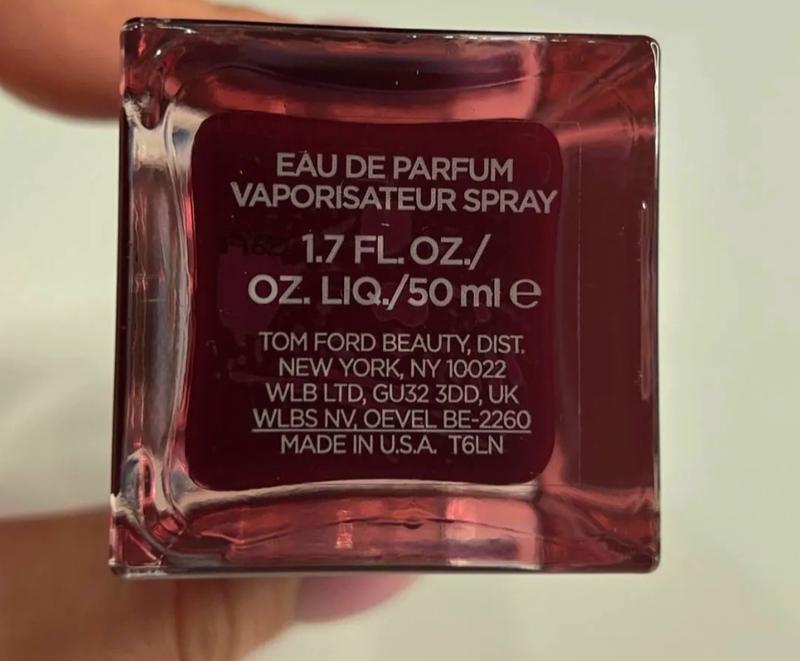 EAU DE PARFUM
VAPORISATEUR SPRAY
1.7 FL. OZ./
OZ. LIQ./50 ml ℮
TOM FORD BEAUTY, DIST.
NEW YORK, NY 10022
WLB LTD, GU32 3DD, UK
WLBS NV, OEVEL BE-2260
MADE IN U.S.A. T6LN